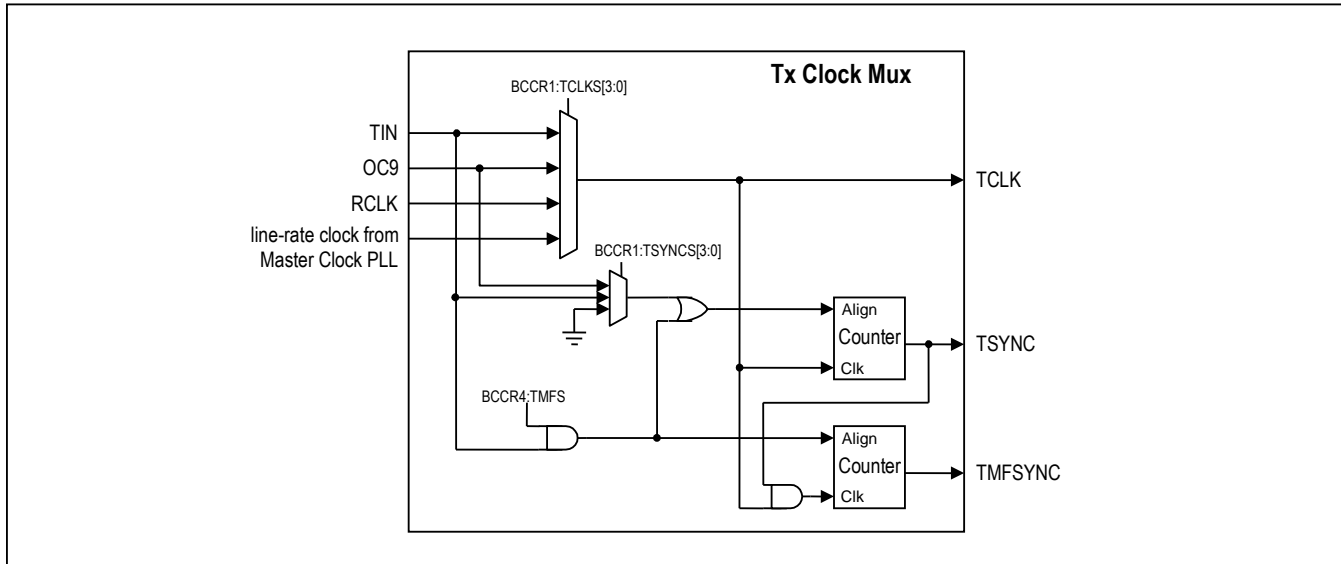 Tx Clock Mux
BCCR1:TCLKS[3:0]
TIN
OC9
RCLK
line-rate clock from
Master Clock PLL
TCLK
BCCR1:TSYNCS[3:0]
Align
Counter
Clk
TSYNC
BCCR4:TMFS
Align
Counter
Clk
TMFSYNC